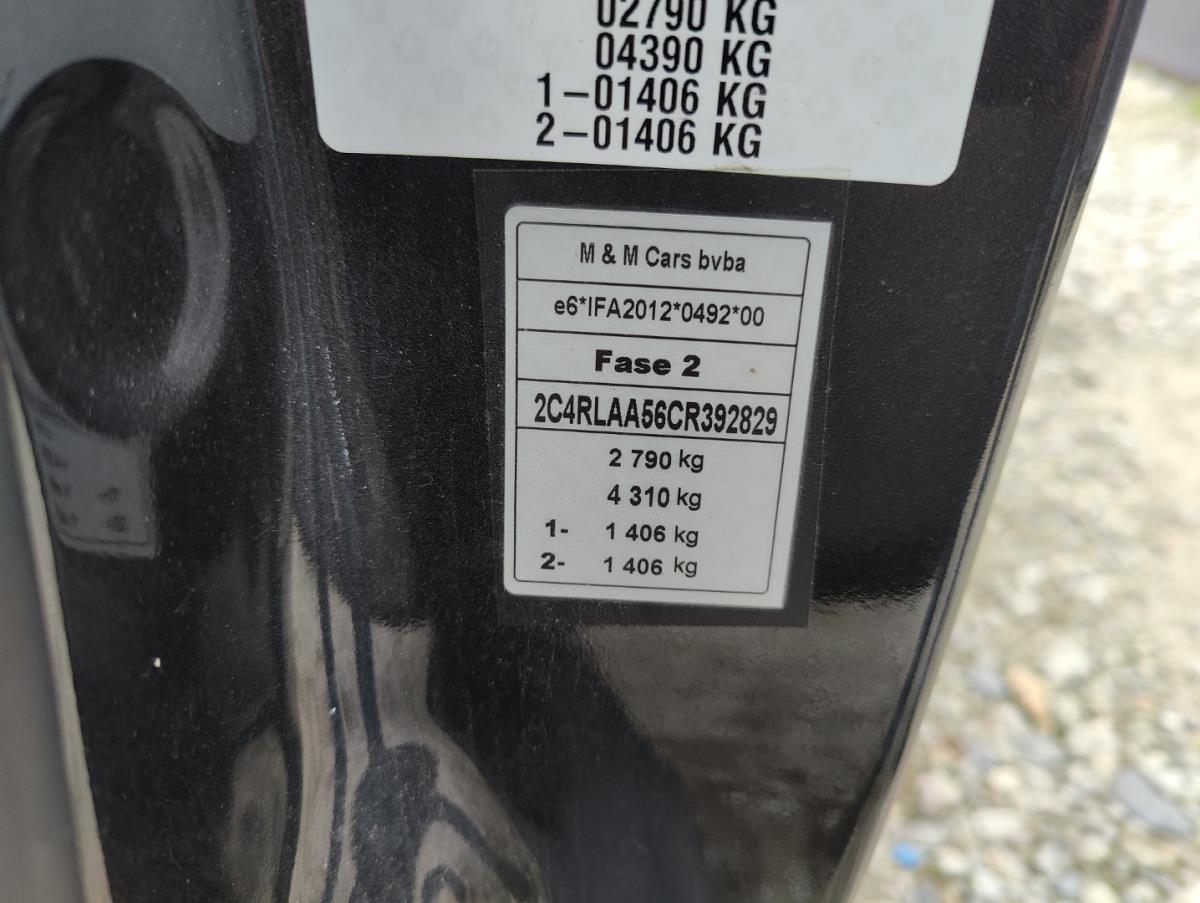 02790 KG
04390 KG
1-01406 KG
2-01406 KG
M & M Cars bvba
e6*IFA2012*0492*00
Fase 2
2C4RLAA56CR392829
2 790 kg
4 310 kg
1- 1 406 kg
2- 1 406 kg